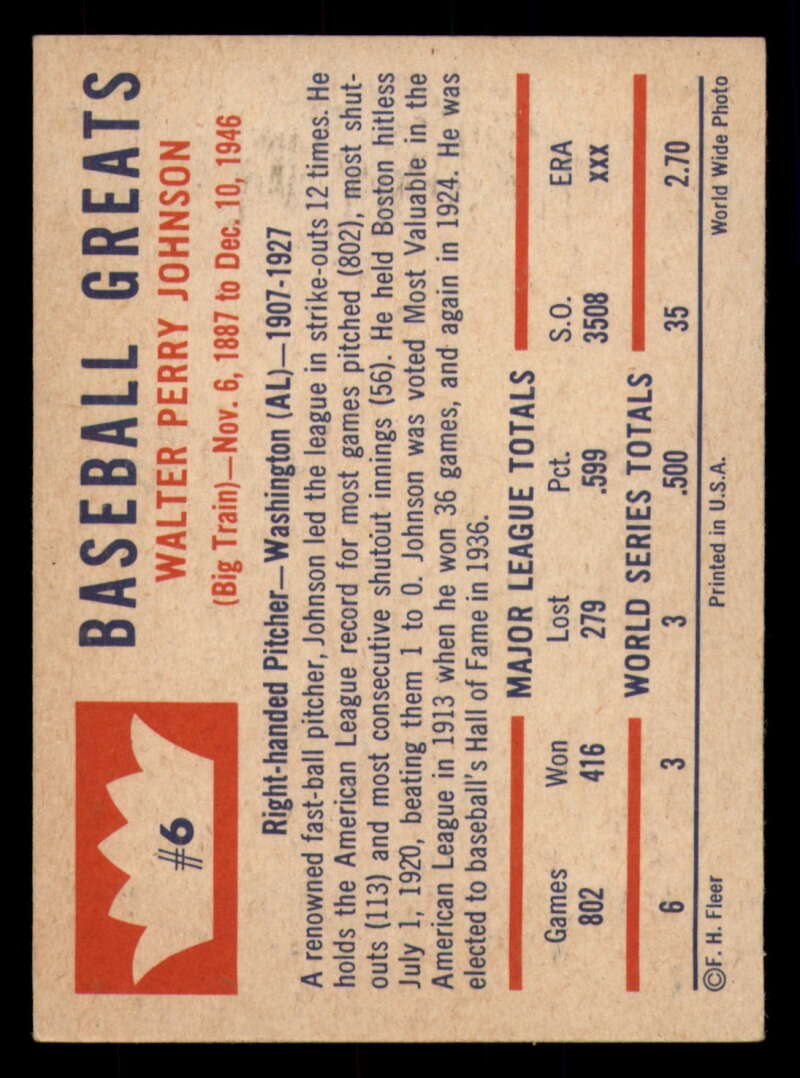 #6
BASEBALL GREATS
WALTER PERRY JOHNSON
(Big Train)—Nov. 6, 1887 to Dec. 10, 1946
Right-handed Pitcher—Washington (AL)—1907-1927
A renowned fast-ball pitcher, Johnson led the league in strike-outs 12 times. He
holds the American League record for most games pitched (802), most shut-
outs (113) and most consecutive shutout innings (56). He held Boston hitless
July 1, 1920, beating them 1 to 0. Johnson was voted Most Valuable in the
American League in 1913 when he won 36 games, and again in 1924. He was
elected to baseball's Hall of Fame in 1936.
MAJOR LEAGUE TOTALS
Games Won Lost Pct. S.O. ERA
802 416 279 .599 3508 xxx
WORLD SERIES TOTALS
6 3 3 .500 35 2.70
©F. H. Fleer Printed in U.S.A. World Wide Photo